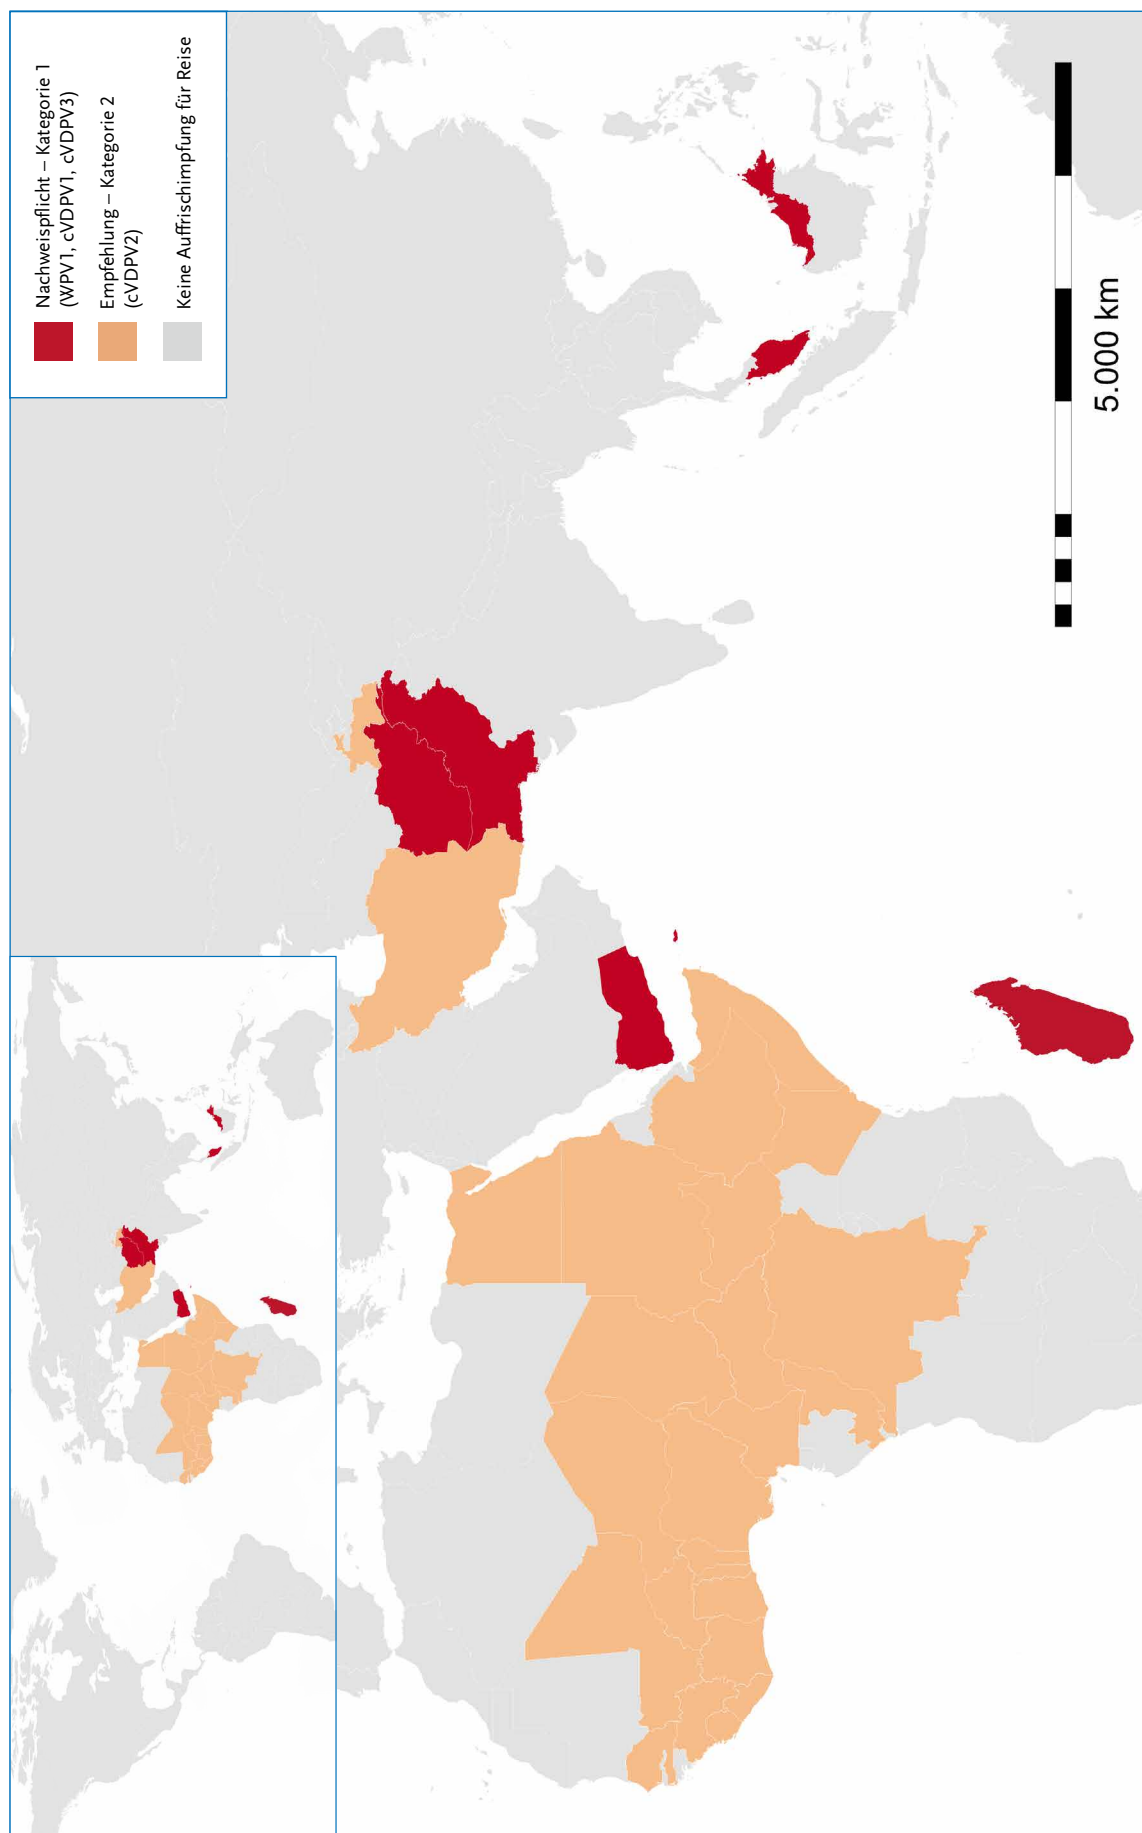 Nachweispflicht – Kategorie 1
(WPV1, cVDPV1, cVDPV3)
Empfehlung – Kategorie 2
(cVDPV2)
Keine Auffrischimpfung für Reise
5.000 km